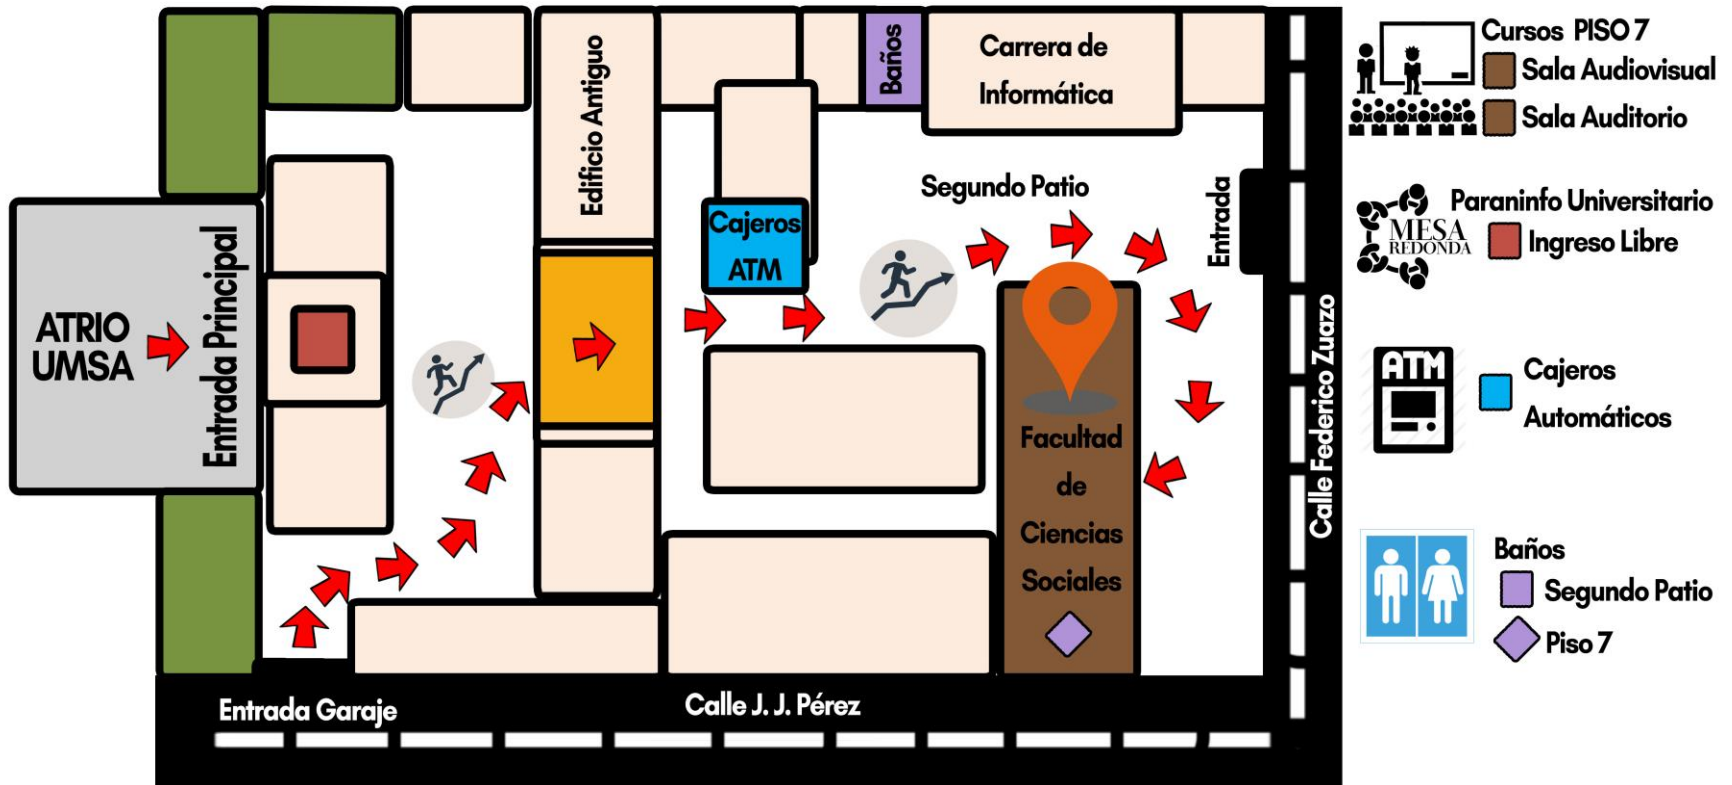 ATRIO
UMSA
Entrada Principal
Edificio Antiguo
Cajeros
ATM
Baños
Carrera de
Informática
Segundo Patio
Entrada
Facultad
de
Ciencias
Sociales
Calle Federico Zuazo
Entrada Garaje
Calle J. J. Pérez
Cursos PISO 7
Sala Audiovisual
Sala Auditorio
Paraninfo Universitario
MESA
REDONDA
Ingreso Libre
ATM
Cajeros
Automáticos
Baños
Segundo Patio
Piso 7